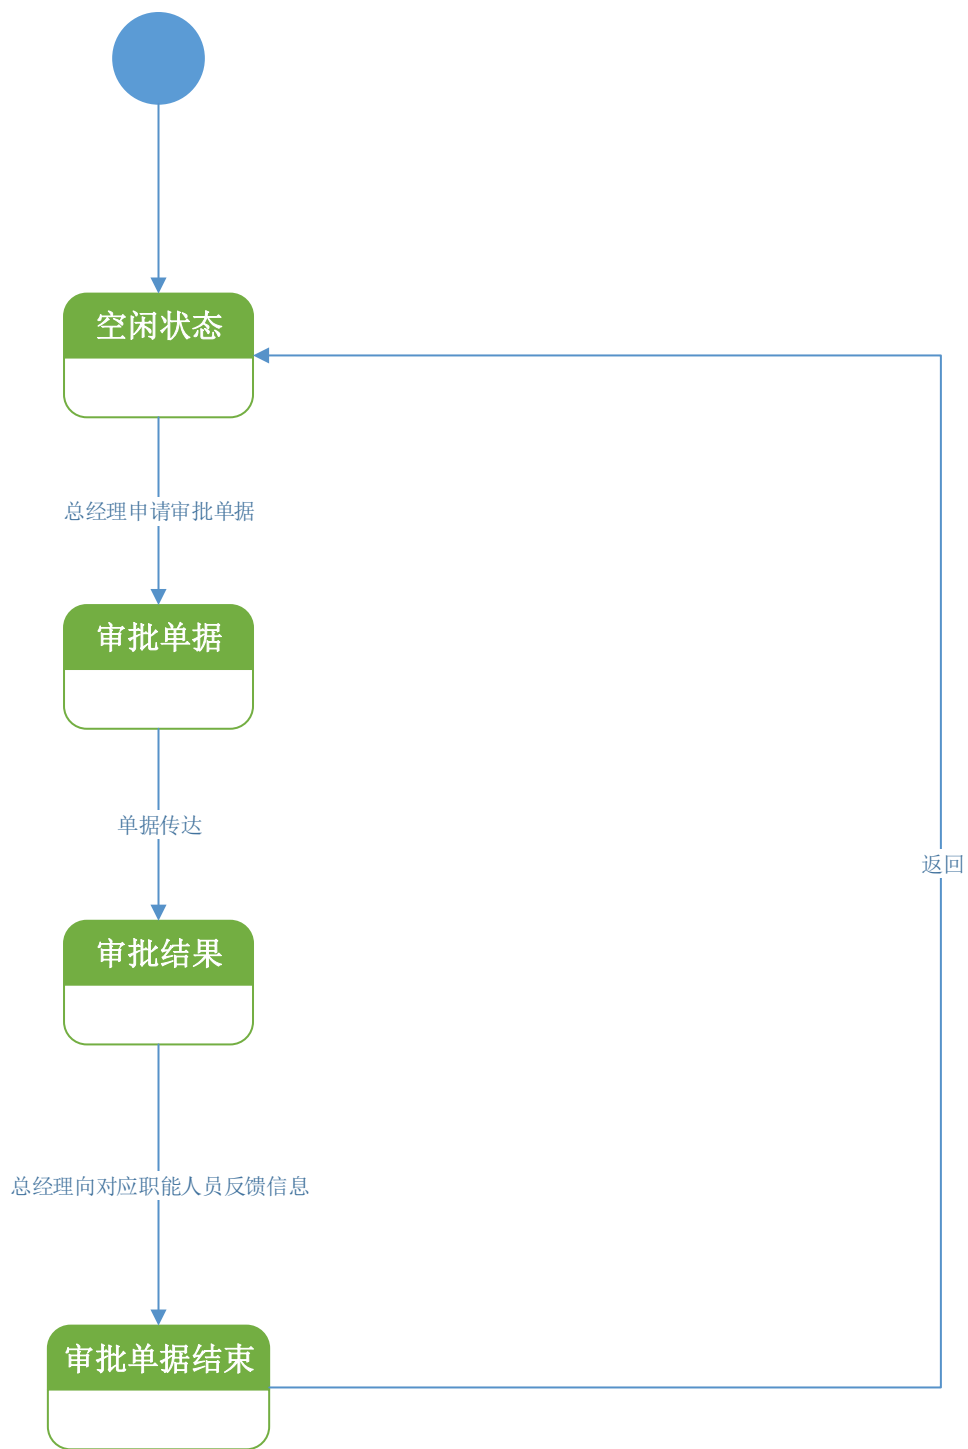 空闲状态
总经理申请审批单据
审批单据
单据传达
返回
审批结果
总经理向对应职能人员反馈信息
审批单据结束